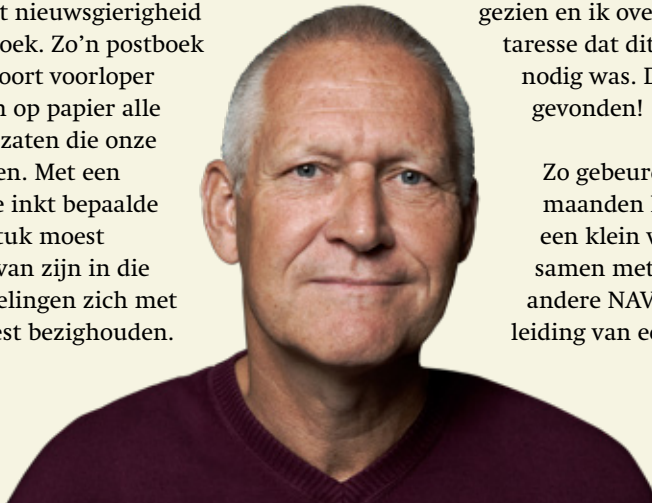 t nieuwsgierigheid
oek. Zo’n postboek
oort voorloper
n op papier alle
zaten die onze
en. Met een
e inkt bepaalde
tuk moest
van zijn in die
elingen zich met
est bezighouden.
gezien en ik ove
taresse dat dit
nodig was. D
gevonden!
Zo gebeur
maanden
een klein v
samen met
andere NAV
leiding van e